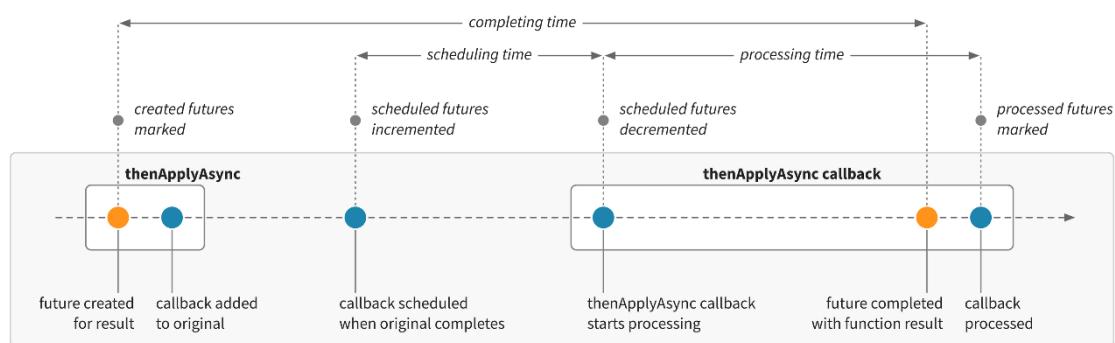 completing time
scheduling time
processing time
created futures
marked
scheduled futures
incremented
scheduled futures
decremented
processed futures
marked
thenApplyAsync
thenApplyAsync callback
future created
for result
callback added
to original
callback scheduled
when original completes
thenApplyAsync callback
starts processing
future completed
with function result
callback
processed